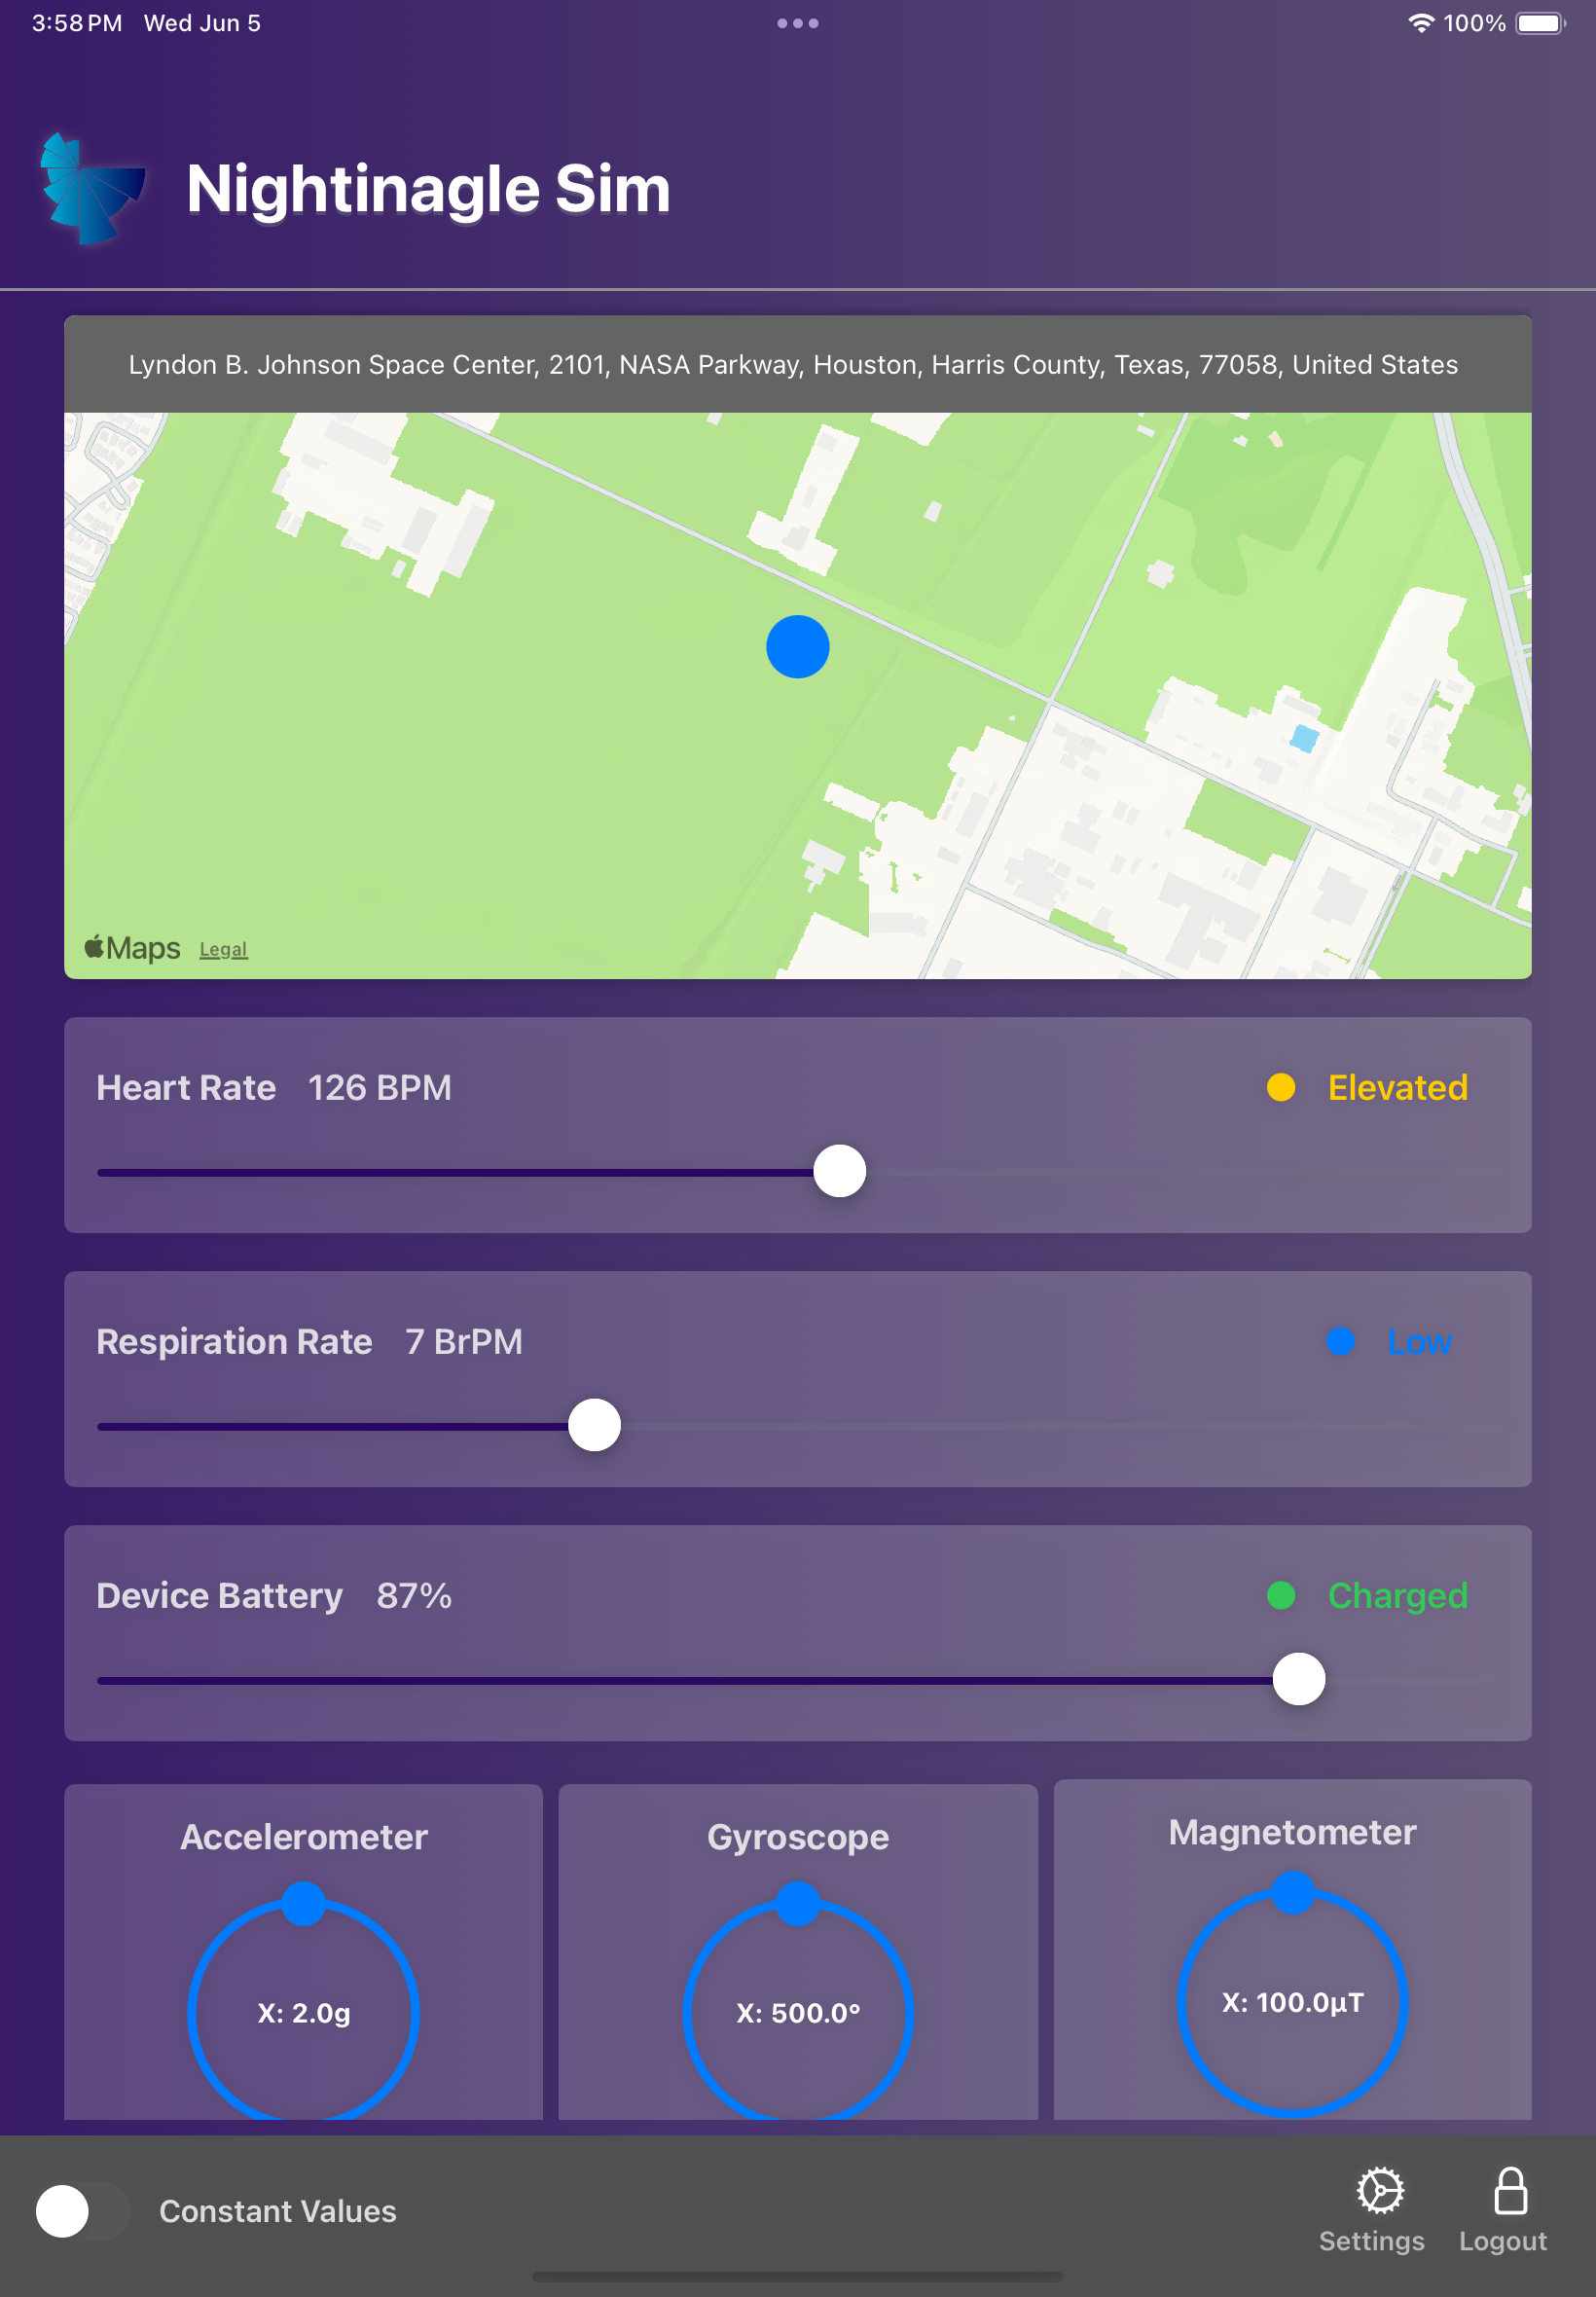 3:58 PM Wed Jun 5
100%
Nightinagle Sim
Lyndon B. Johnson Space Center, 2101, NASA Parkway, Houston, Harris County, Texas, 77058, United States
Maps Legal
Heart Rate 126 BPM Elevated
Respiration Rate 7 BrPM Low
Device Battery 87% Charged
Accelerometer
Gyroscope
Magnetometer
X: 2.0g
X: 500.0°
X: 100.0µT
Constant Values
Settings
Logout